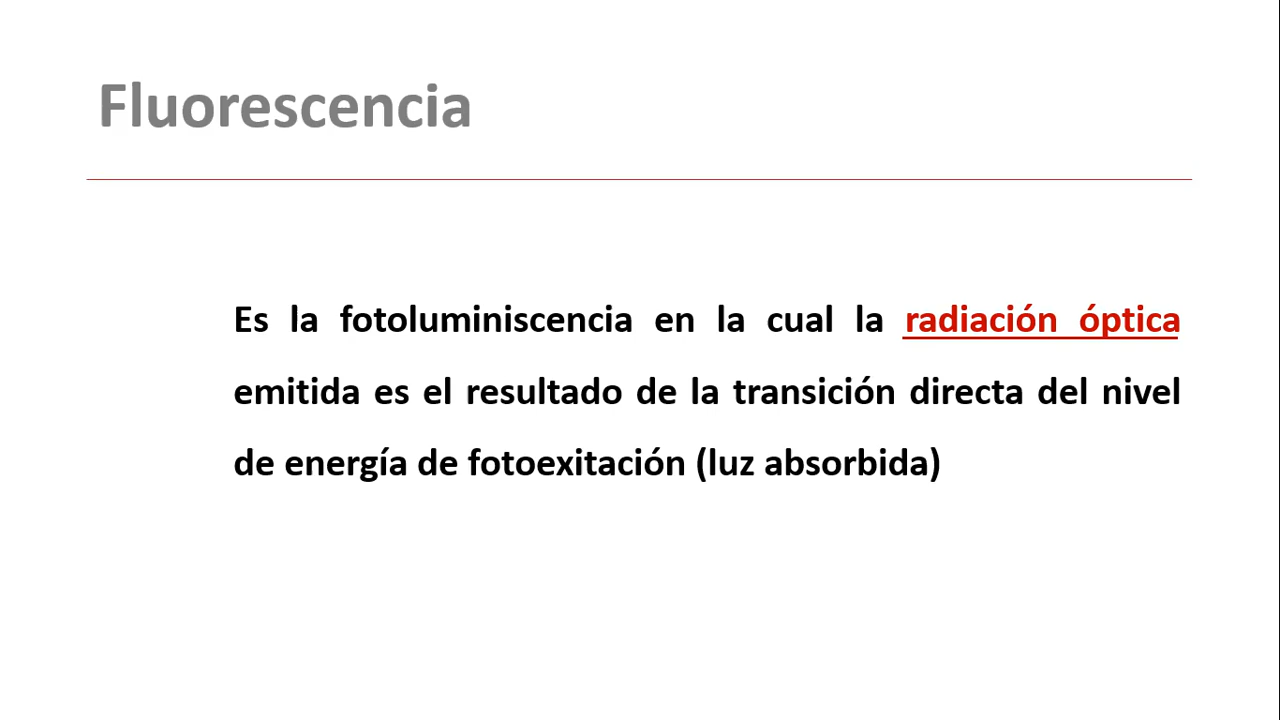 Fluorescencia
Es la fotoluminiscencia en la cual la radiación óptica
emitida es el resultado de la transición directa del nivel
de energía de fotoexitación (luz absorbida)